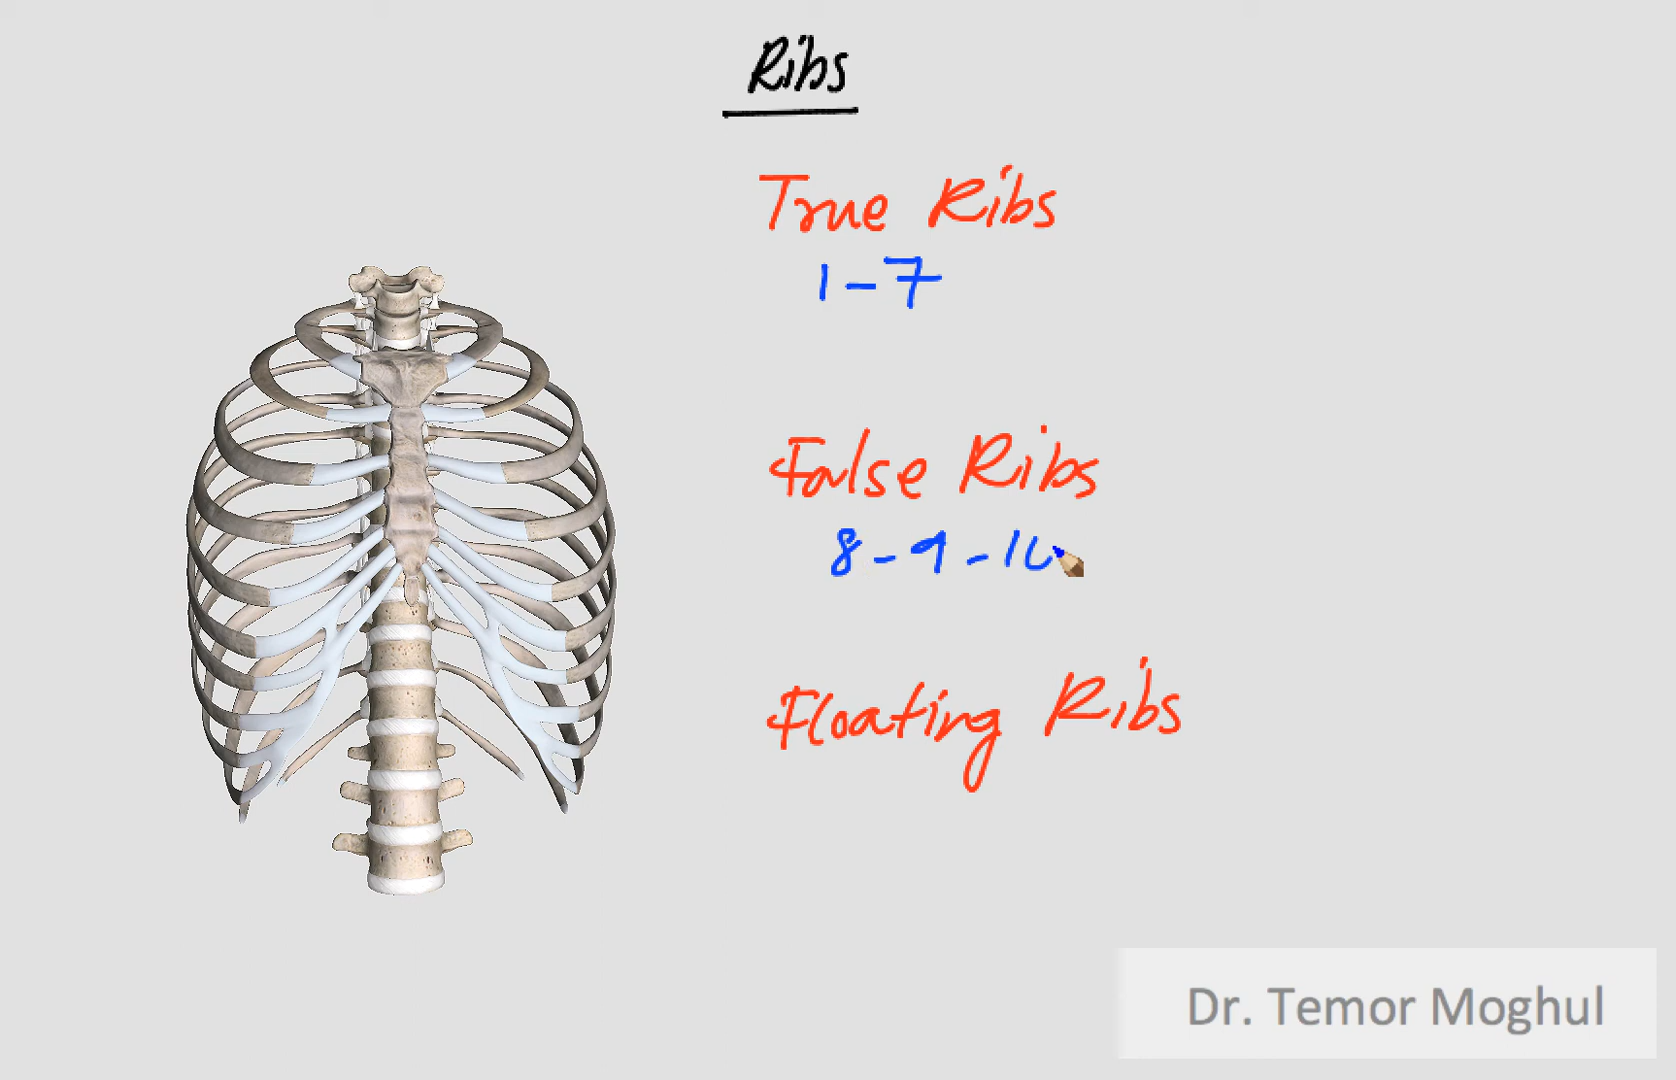 Ribs
True Ribs
1-7
False Ribs
8-9-10
Floating Ribs
Dr. Temor Moghul